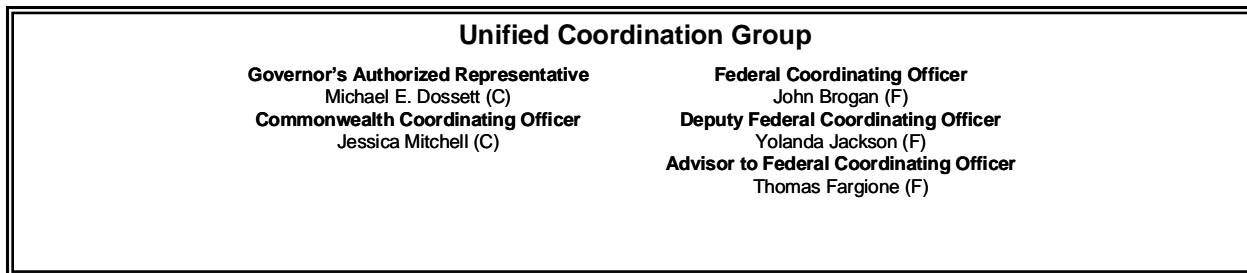 Unified Coordination Group
Governor's Authorized Representative
Michael E. Dossett (C)
Commonwealth Coordinating Officer
Jessica Mitchell (C)
Federal Coordinating Officer
John Brogan (F)
Deputy Federal Coordinating Officer
Yolanda Jackson (F)
Advisor to Federal Coordinating Officer
Thomas Fargione (F)